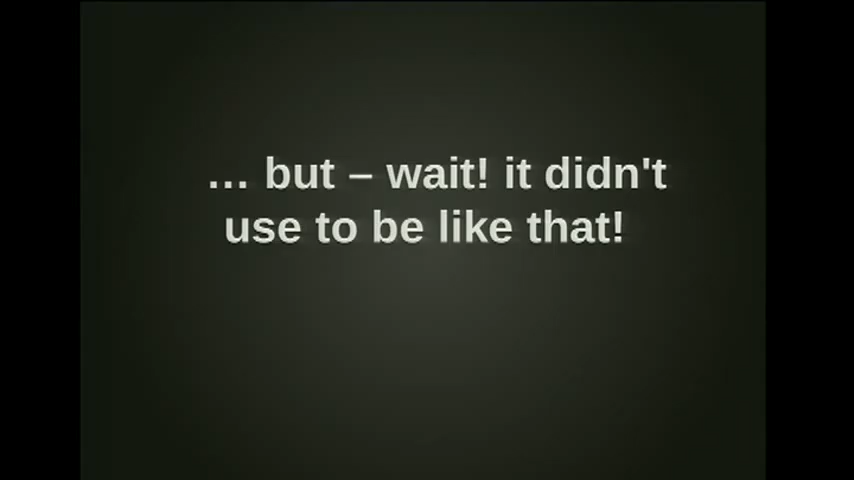 … but – wait! it didn't
use to be like that!